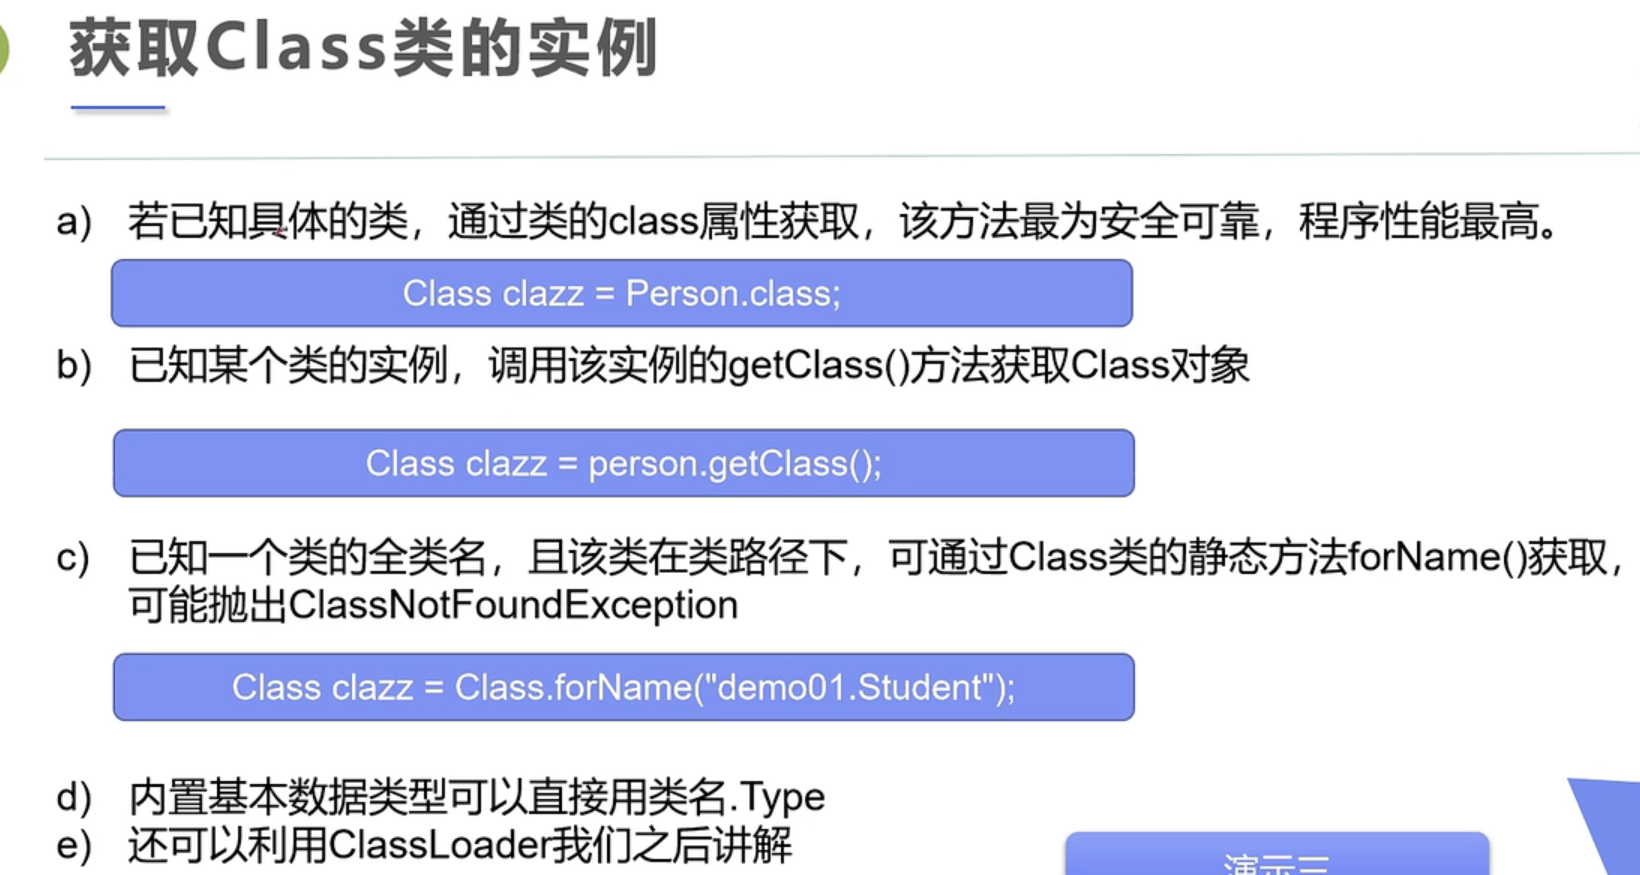 获取Class类的实例
a) 若已知具体的类，通过类的class属性获取，该方法最为安全可靠，程序性能最高。
Class clazz = Person.class;
b) 已知某个类的实例，调用该实例的getClass()方法获取Class对象
Class clazz = person.getClass();
c) 已知一个类的全类名，且该类在类路径下，可通过Class类的静态方法forName()获取，
可能抛出ClassNotFoundException
Class clazz = Class.forName("demo01.Student");
d) 内置基本数据类型可以直接用类名.Type
e) 还可以利用ClassLoader我们之后讲解
演示三